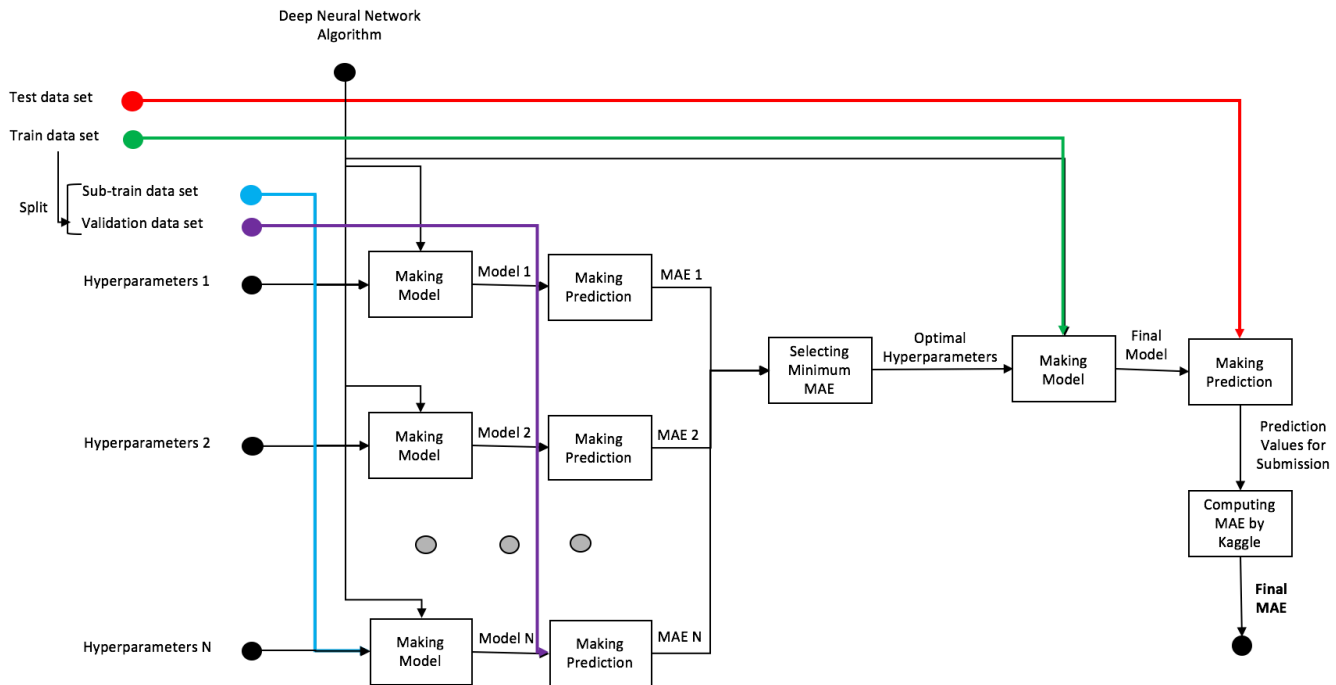 Deep Neural Network
Algorithm
Test data set
Train data set
Split
Sub-train data set
Validation data set
Hyperparameters 1
Making
Model
Model 1
Making
Prediction
MAE 1
Hyperparameters 2
Making
Model
Model 2
Making
Prediction
MAE 2
Hyperparameters N
Making
Model
Model N
Making
Prediction
MAE N
Selecting
Minimum
MAE
Optimal
Hyperparameters
Making
Model
Final
Model
Making
Prediction
Prediction
Values for
Submission
Computing
MAE by
Kaggle
Final
MAE